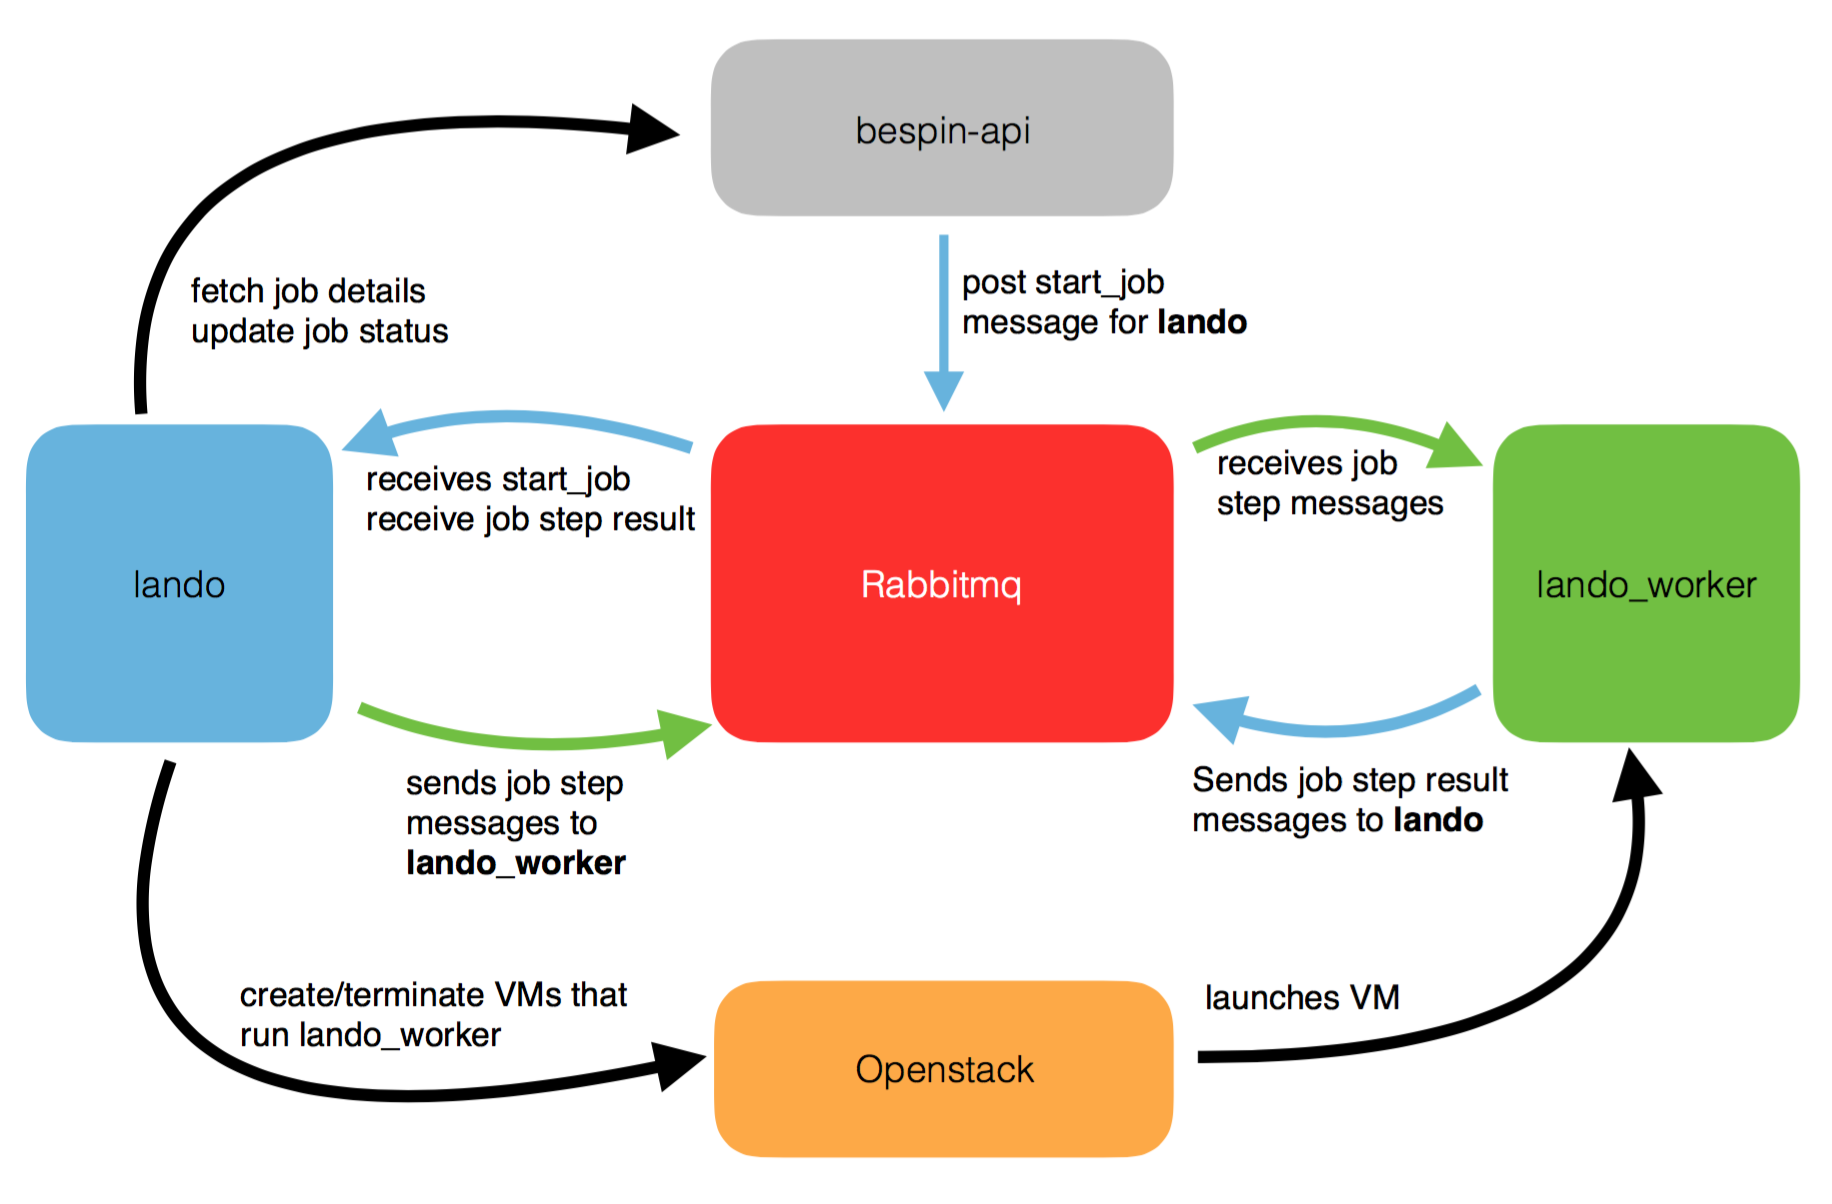 bespin-api
fetch job details
update job status
post start_job
message for lando
receives start_job
receive job step result
receives job
step messages
lando
Rabbitmq
lando_worker
sends job step
messages to
lando_worker
Sends job step result
messages to lando
create/terminate VMs that
run lando_worker
launches VM
Openstack